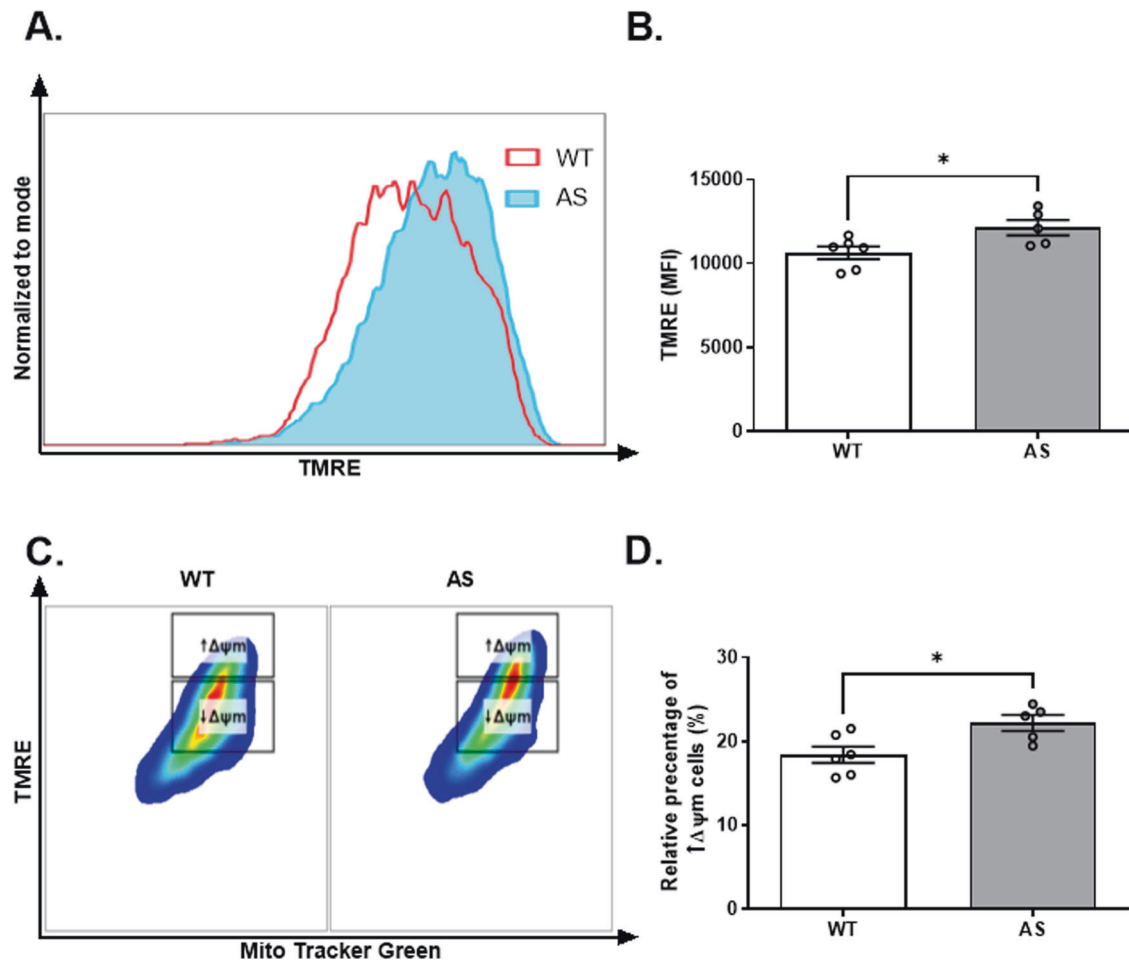 A.
Normalized to mode
WT
AS
TMRE
B.
*
TMRE (MFI)
15000
10000
5000
0
WT
AS
C.
WT
AS
TMRE
↑Δψm
↓Δψm
↑Δψm
↓Δψm
Mito Tracker Green
D.
*
Relative precentage of
↑Δψm cells (%)
30
20
10
0
WT
AS